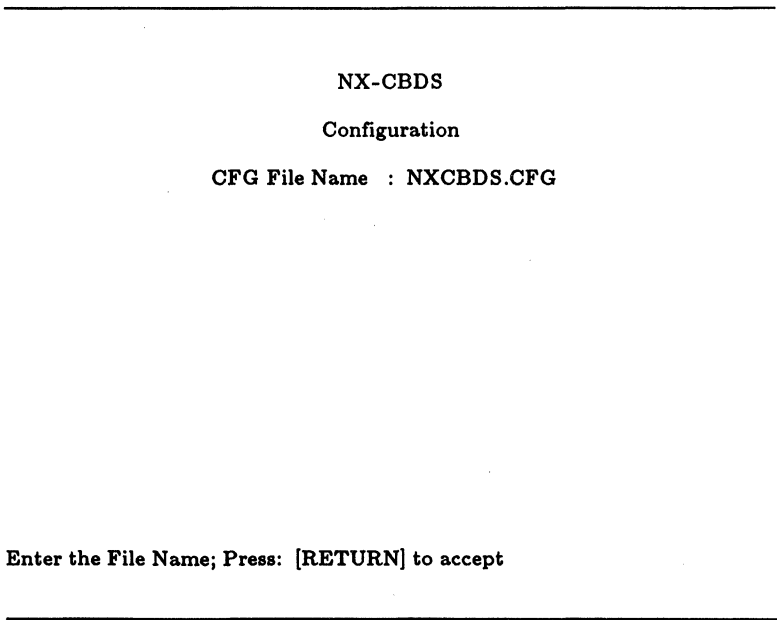 NX-CBDS
Configuration
CFG File Name : NXCBDS.CFG
Enter the File Name; Press: [RETURN] to accept